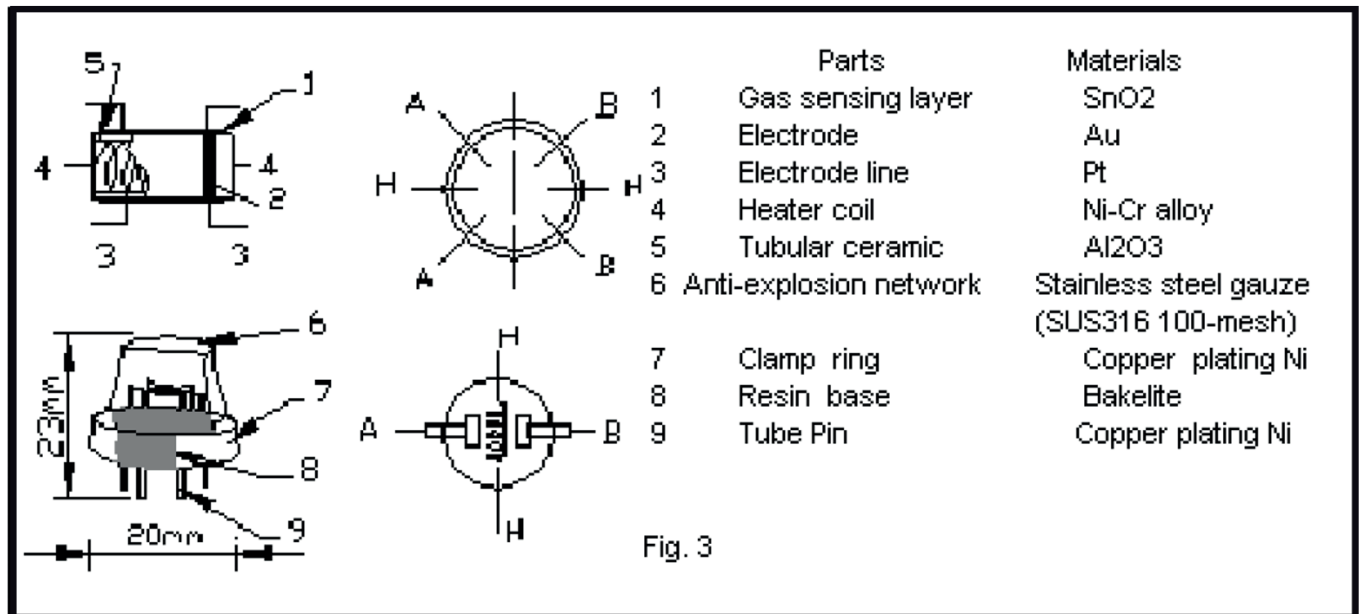 5
1
4
4
2
3
3
A
B
H
H
A
B
6
7
8
9
23mm
20mm
H
A
B
H
Parts Materials
1 Gas sensing layer SnO2
2 Electrode Au
3 Electrode line Pt
4 Heater coil Ni-Cr alloy
5 Tubular ceramic Al2O3
6 Anti-explosion network Stainless steel gauze
(SUS316 100-mesh)
7 Clamp ring Copper plating Ni
8 Resin base Bakelite
9 Tube Pin Copper plating Ni
Fig. 3